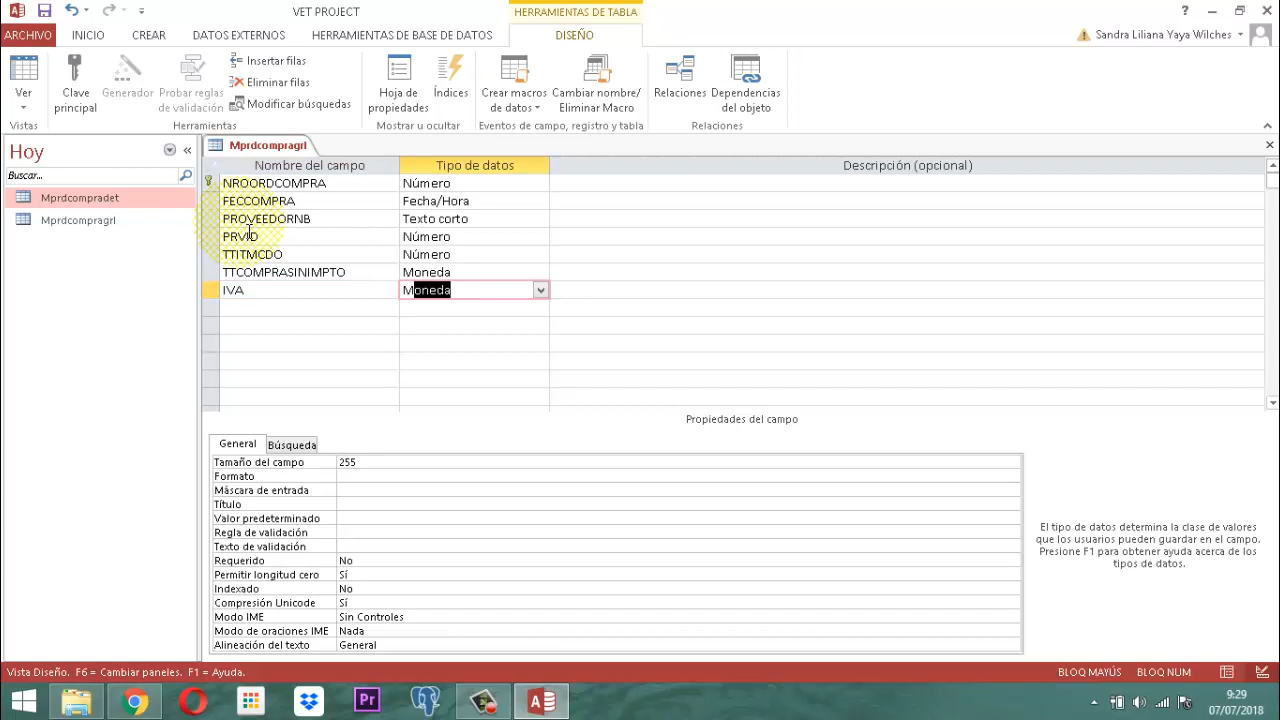 VET PROJECT
HERRAMIENTAS DE TABLA
?
ARCHIVO
INICIO
CREAR
DATOS EXTERNOS
HERRAMIENTAS DE BASE DE DATOS
DISEÑO
Sandra Liliana Yaya Wilches
Ver
Clave principal
Generador
Probar reglas de validación
Insertar filas
Eliminar filas
Modificar búsquedas
Hoja de propiedades
Índices
Crear macros de datos
Cambiar nombre/ Eliminar Macro
Relaciones
Dependencias del objeto
Vistas
Herramientas
Mostrar u ocultar
Eventos de campo, registro y tabla
Relaciones
Hoy
Buscar...
Mprdcompradet
Mprdcompragrl
Mprdcompragrl
Nombre del campo
Tipo de datos
Descripción (opcional)
NROORDCOMPRA Número
FECCOMPRA Fecha/Hora
PROVEEDORNB Texto corto
PRVID Número
TTITMCDO Número
TTCOMPRASINIMPTO Moneda
IVA Moneda
Propiedades del campo
General
Búsqueda
Tamaño del campo 255
Formato
Máscara de entrada
Título
Valor predeterminado
Regla de validación
Texto de validación
Requerido No
Permitir longitud cero Sí
Indexado No
Compresión Unicode Sí
Modo IME Sin Controles
Modo de oraciones IME Nada
Alineación del texto General
El tipo de datos determina la clase de valores
que los usuarios pueden guardar en el campo.
Presione F1 para obtener ayuda acerca de los
tipos de datos.
Vista Diseño. F6 = Cambiar paneles. F1 = Ayuda.
BLOQ MAYÚS
BLOQ NUM
Pr
9:29
07/07/2018